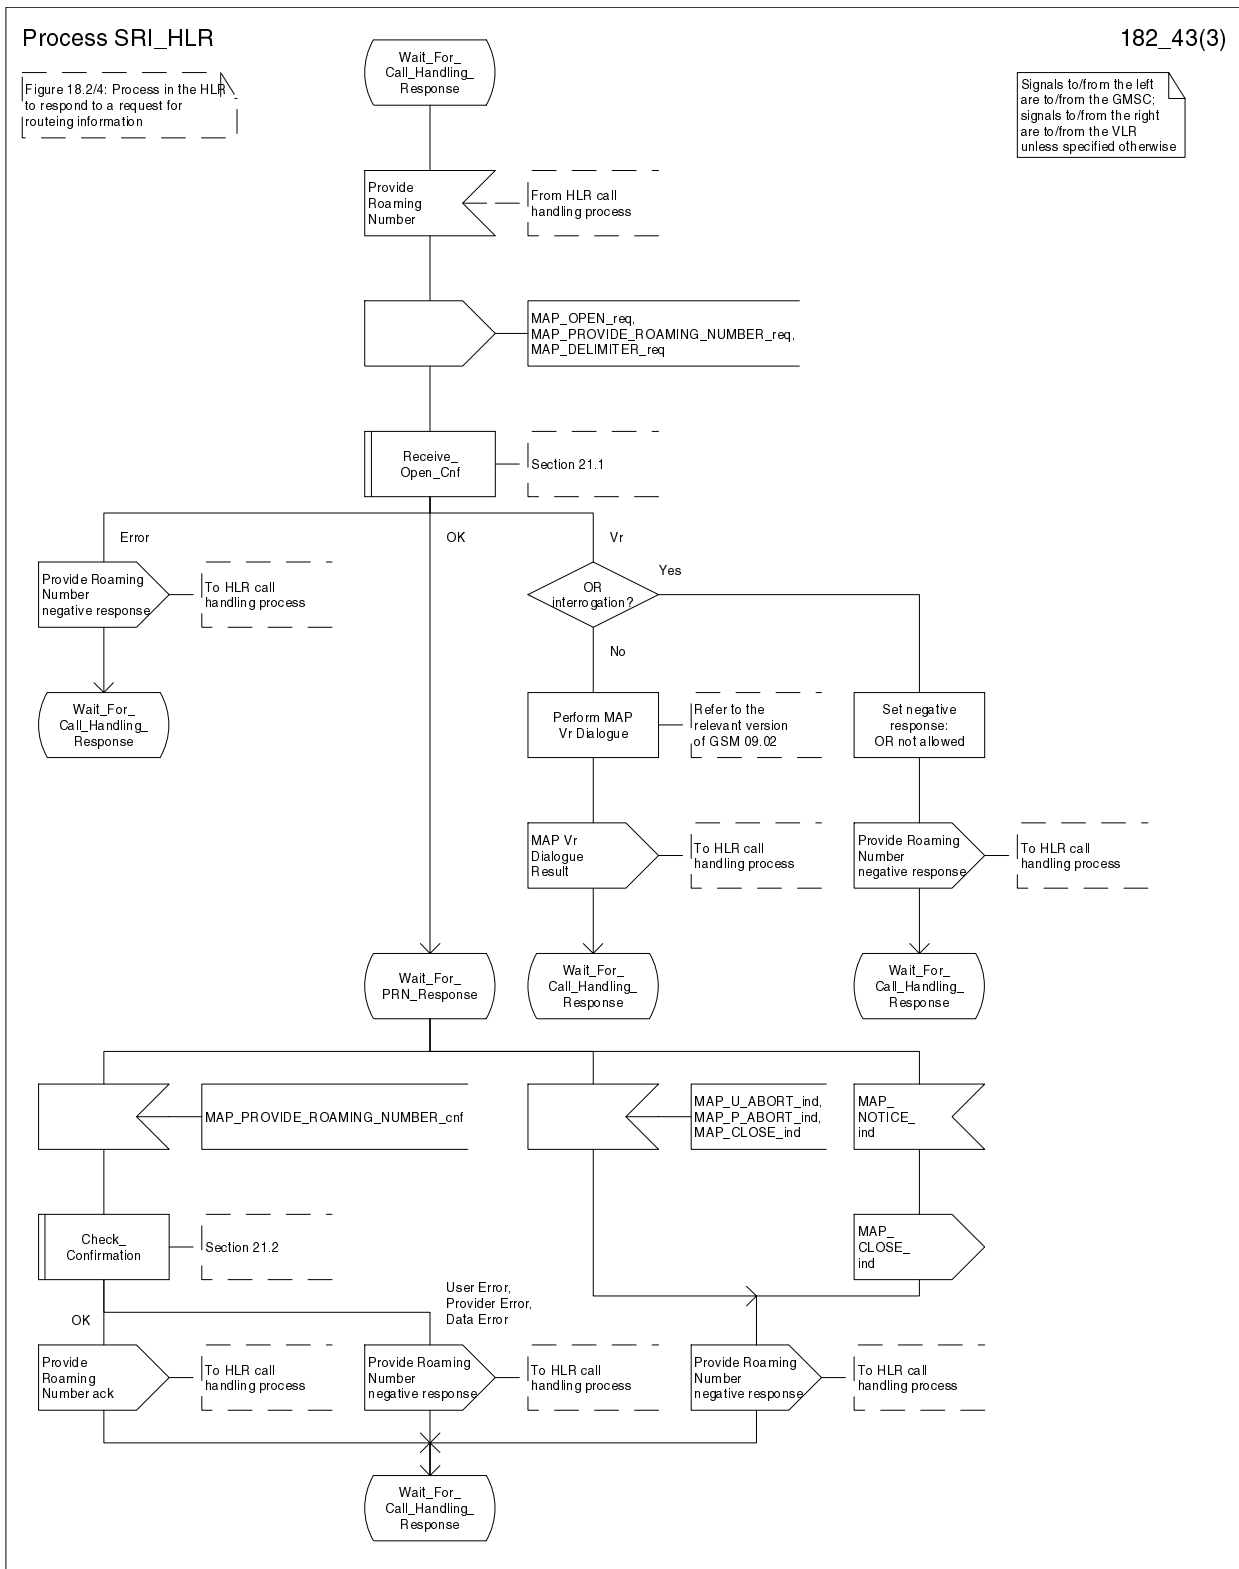 Process SRI_HLR
182_43(3)
Figure 18.2/4: Process in the HLR
to respond to a request for
routeing information
Wait_For_
Call_Handling_
Response
Signals to/from the left
are to/from the GMSC;
signals to/from the right
are to/from the VLR
unless specified otherwise
Provide
Roaming
Number
From HLR call
handling process
MAP_OPEN_req,
MAP_PROVIDE_ROAMING_NUMBER_req,
MAP_DELIMITER_req
Receive_
Open_Cnf
Section 21.1
Error
OK
Vr
Provide Roaming
Number
negative response
To HLR call
handling process
OR
interrogation?
Yes
No
Wait_For_
Call_Handling_
Response
Perform MAP
Vr Dialogue
Refer to the
relevant version
of GSM 09.02
Set negative
response:
OR not allowed
MAP Vr
Dialogue
Result
To HLR call
handling process
Provide Roaming
Number
negative response
To HLR call
handling process
Wait_For_
PRN_Response
Wait_For_
Call_Handling_
Response
Wait_For_
Call_Handling_
Response
MAP_PROVIDE_ROAMING_NUMBER_cnf
MAP_U_ABORT_ind,
MAP_P_ABORT_ind,
MAP_CLOSE_ind
MAP_
NOTICE_
ind
Check_
Confirmation
Section 21.2
MAP_
CLOSE_
ind
OK
User Error,
Provider Error,
Data Error
Provide
Roaming
Number ack
To HLR call
handling process
Provide Roaming
Number
negative response
To HLR call
handling process
Provide Roaming
Number
negative response
To HLR call
handling process
Wait_For_
Call_Handling_
Response